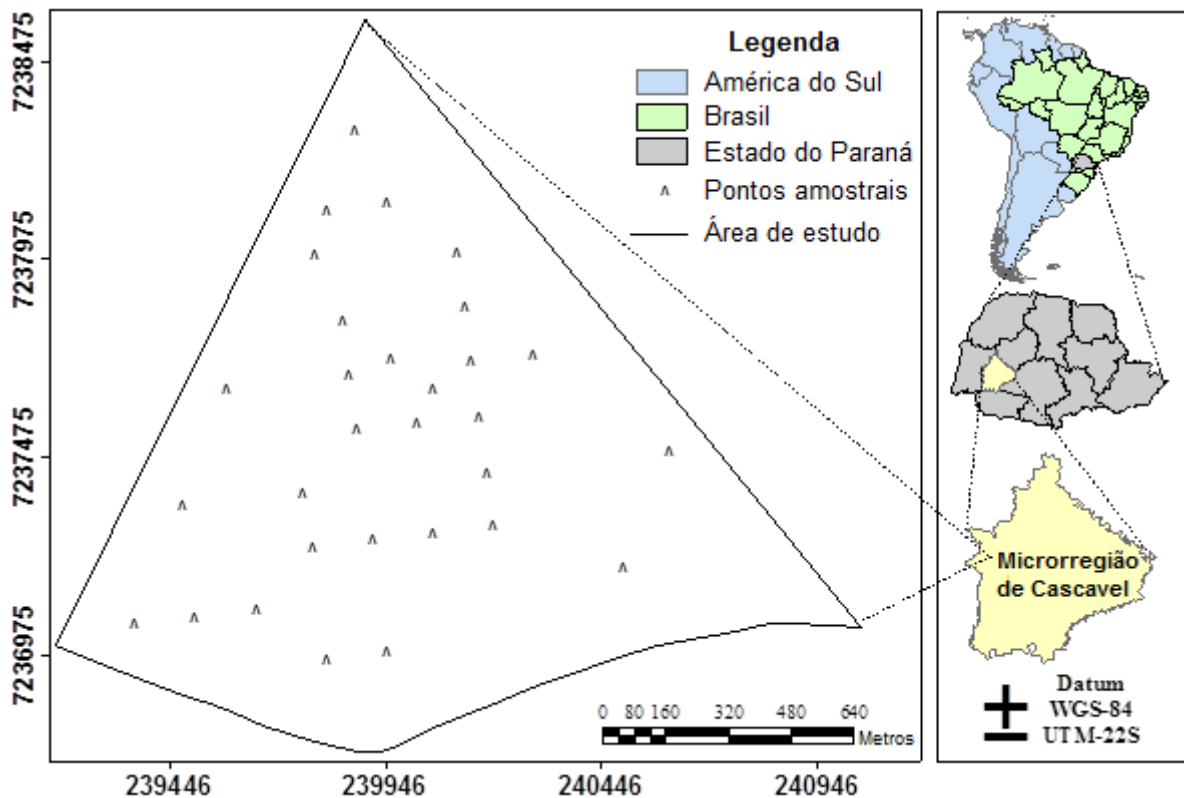 Legenda
América do Sul
Brasil
Estado do Paraná
Pontos amostrais
Área de estudo
7238475
7237975
7237475
7236975
239446
239946
240446
240946
0 80 160 320 480 640
Metros
Microrregião
de Cascavel
Datum
WGS-84
UTM-22S